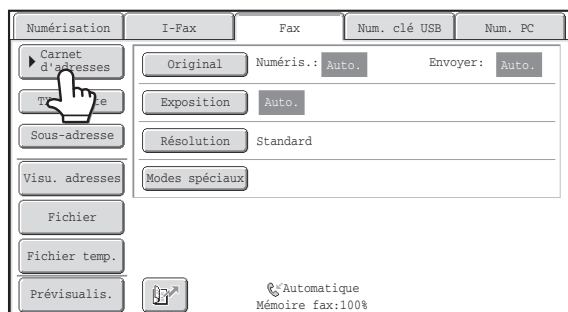 Numérisation
I-Fax
Fax
Num. clé USB
Num. PC
Carnet
d'adresses
Original
Numéris.: Auto.
Envoyer: Auto.
Exposition
Auto.
Sous-adresse
Résolution
Standard
Visu. adresses
Modes spéciaux
Fichier
Fichier temp.
Prévisualis.
Automatique
Mémoire fax:100%